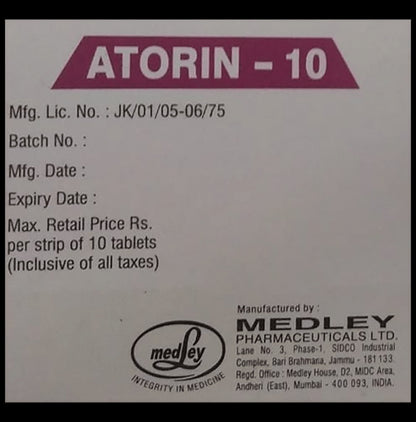 ATORIN - 10
Mfg. Lic. No. : JK/01/05-06/75
Batch No. :
Mfg. Date :
Expiry Date :
Max. Retail Price Rs.
per strip of 10 tablets
(Inclusive of all taxes)
medley
INTEGRITY IN MEDICINE
Manufactured by :
MEDLEY
PHARMACEUTICALS LTD.
Lane No. 3, Phase-1, SIDCO Industrial
Complex, Bari Brahmana, Jammu - 181 133.
Regd. Office : Medley House, D2, MIDC Area,
Andheri (East), Mumbai - 400 093, INDIA.